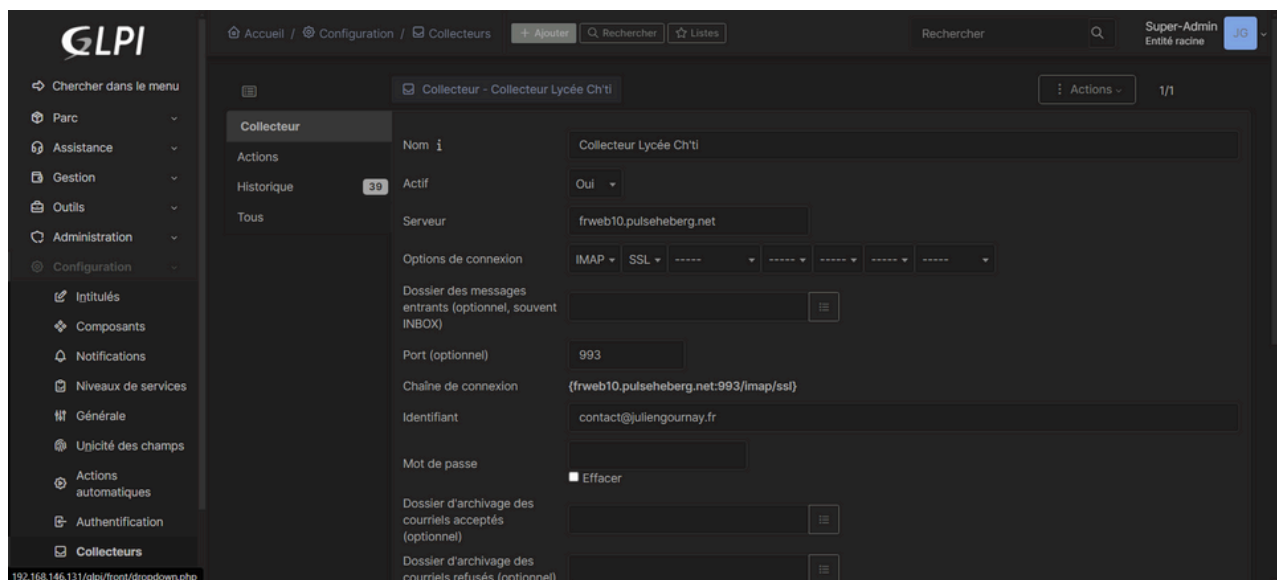 GLPI
Accueil / Configuration / Collecteurs + Ajouter Rechercher Listes Rechercher Super-Admin
Entité racine
JG
Chercher dans le menu
Parc
Assistance
Gestion
Outils
Administration
Configuration
Intitulés
Composants
Notifications
Niveaux de services
Générale
Unicité des champs
Actions
automatiques
Authentification
Collecteurs
192.168.146.131/glpi/front/dropdown.php
Collecteur
Actions
Historique 39
Tous
Collecteur - Collecteur Lycée Ch'ti Actions 1/1
Nom i Collecteur Lycée Ch'ti
Actif Oui
Serveur frweb10.pulseheberg.net
Options de connexion IMAP SSL ----- ----- ----- ----- -----
Dossier des messages
entrants (optionnel, souvent
INBOX)
Port (optionnel) 993
Chaîne de connexion {frweb10.pulseheberg.net:993/imap/ssl}
Identifiant contact@juliengournay.fr
Mot de passe
Effacer
Dossier d'archivage des
courriels acceptés
(optionnel)
Dossier d'archivage des
courriels refusés (optionnel)